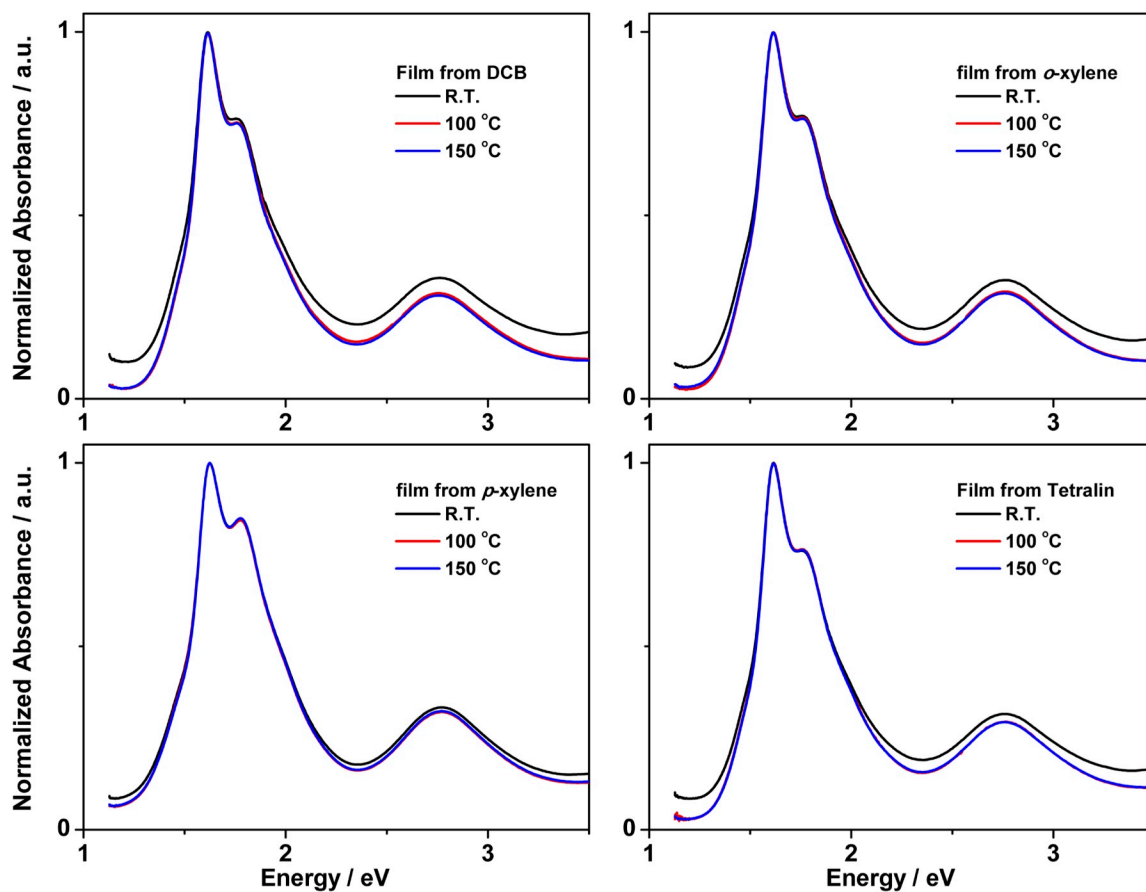 Normalized Absorbance / a.u.
1
0
1
2
3
Film from DCB
R.T.
100 °C
150 °C
1
0
1
2
3
film from o-xylene
R.T.
100 °C
150 °C
Normalized Absorbance / a.u.
1
0
1
2
3
Energy / eV
film from p-xylene
R.T.
100 °C
150 °C
1
0
1
2
3
Energy / eV
Film from Tetralin
R.T.
100 °C
150 °C